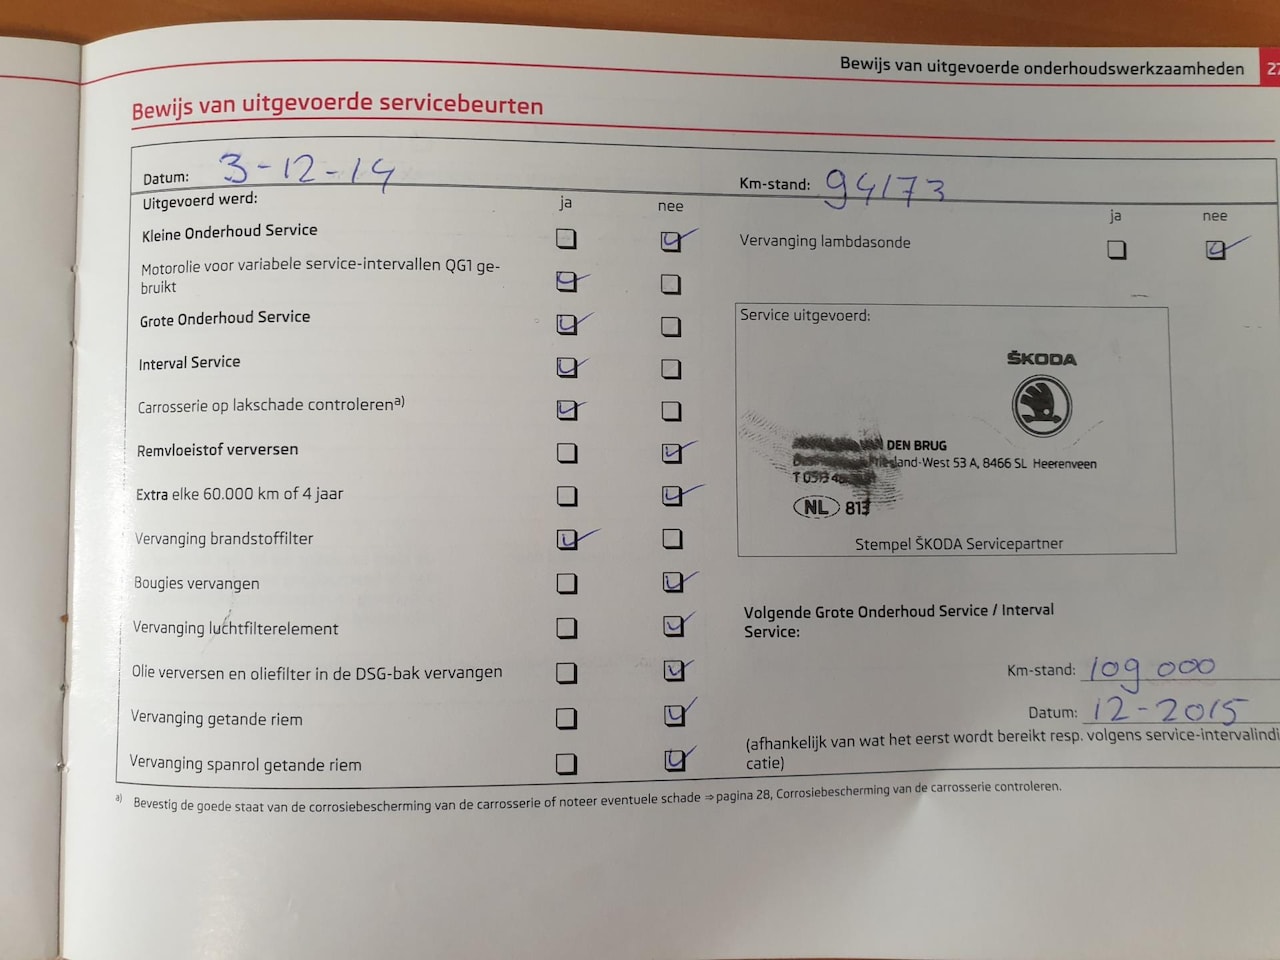 Bewijs van uitgevoerde onderhoudswerkzaamheden 27
Bewijs van uitgevoerde servicebeurten
Datum: 3-12-14
Km-stand: 94173
Uitgevoerd werd:
ja nee
ja nee
Kleine Onderhoud Service
Vervanging lambdasonde
Motorolie voor variabele service-intervallen QG1 ge-
bruikt
Grote Onderhoud Service
Interval Service
Carrosserie op lakschade controlerenᵃ⁾
Remvloeistof verversen
Extra elke 60.000 km of 4 jaar
Vervanging brandstoffilter
Bougies vervangen
Vervanging luchtfilterelement
Olie verversen en oliefilter in de DSG-bak vervangen
Vervanging getande riem
Vervanging spanrol getande riem
Service uitgevoerd:
ŠKODA
DEN BRUG
-West 53 A, 8466 SL Heerenveen
T 0513
NL 813
Stempel ŠKODA Servicepartner
Volgende Grote Onderhoud Service / Interval
Service:
Km-stand: 109 000
Datum: 12-2015
(afhankelijk van wat het eerst wordt bereikt resp. volgens service-intervalindi
catie)
ᵃ⁾ Bevestig de goede staat van de corrosiebescherming van de carrosserie of noteer eventuele schade ⇒ pagina 28, Corrosiebescherming van de carrosserie controleren.